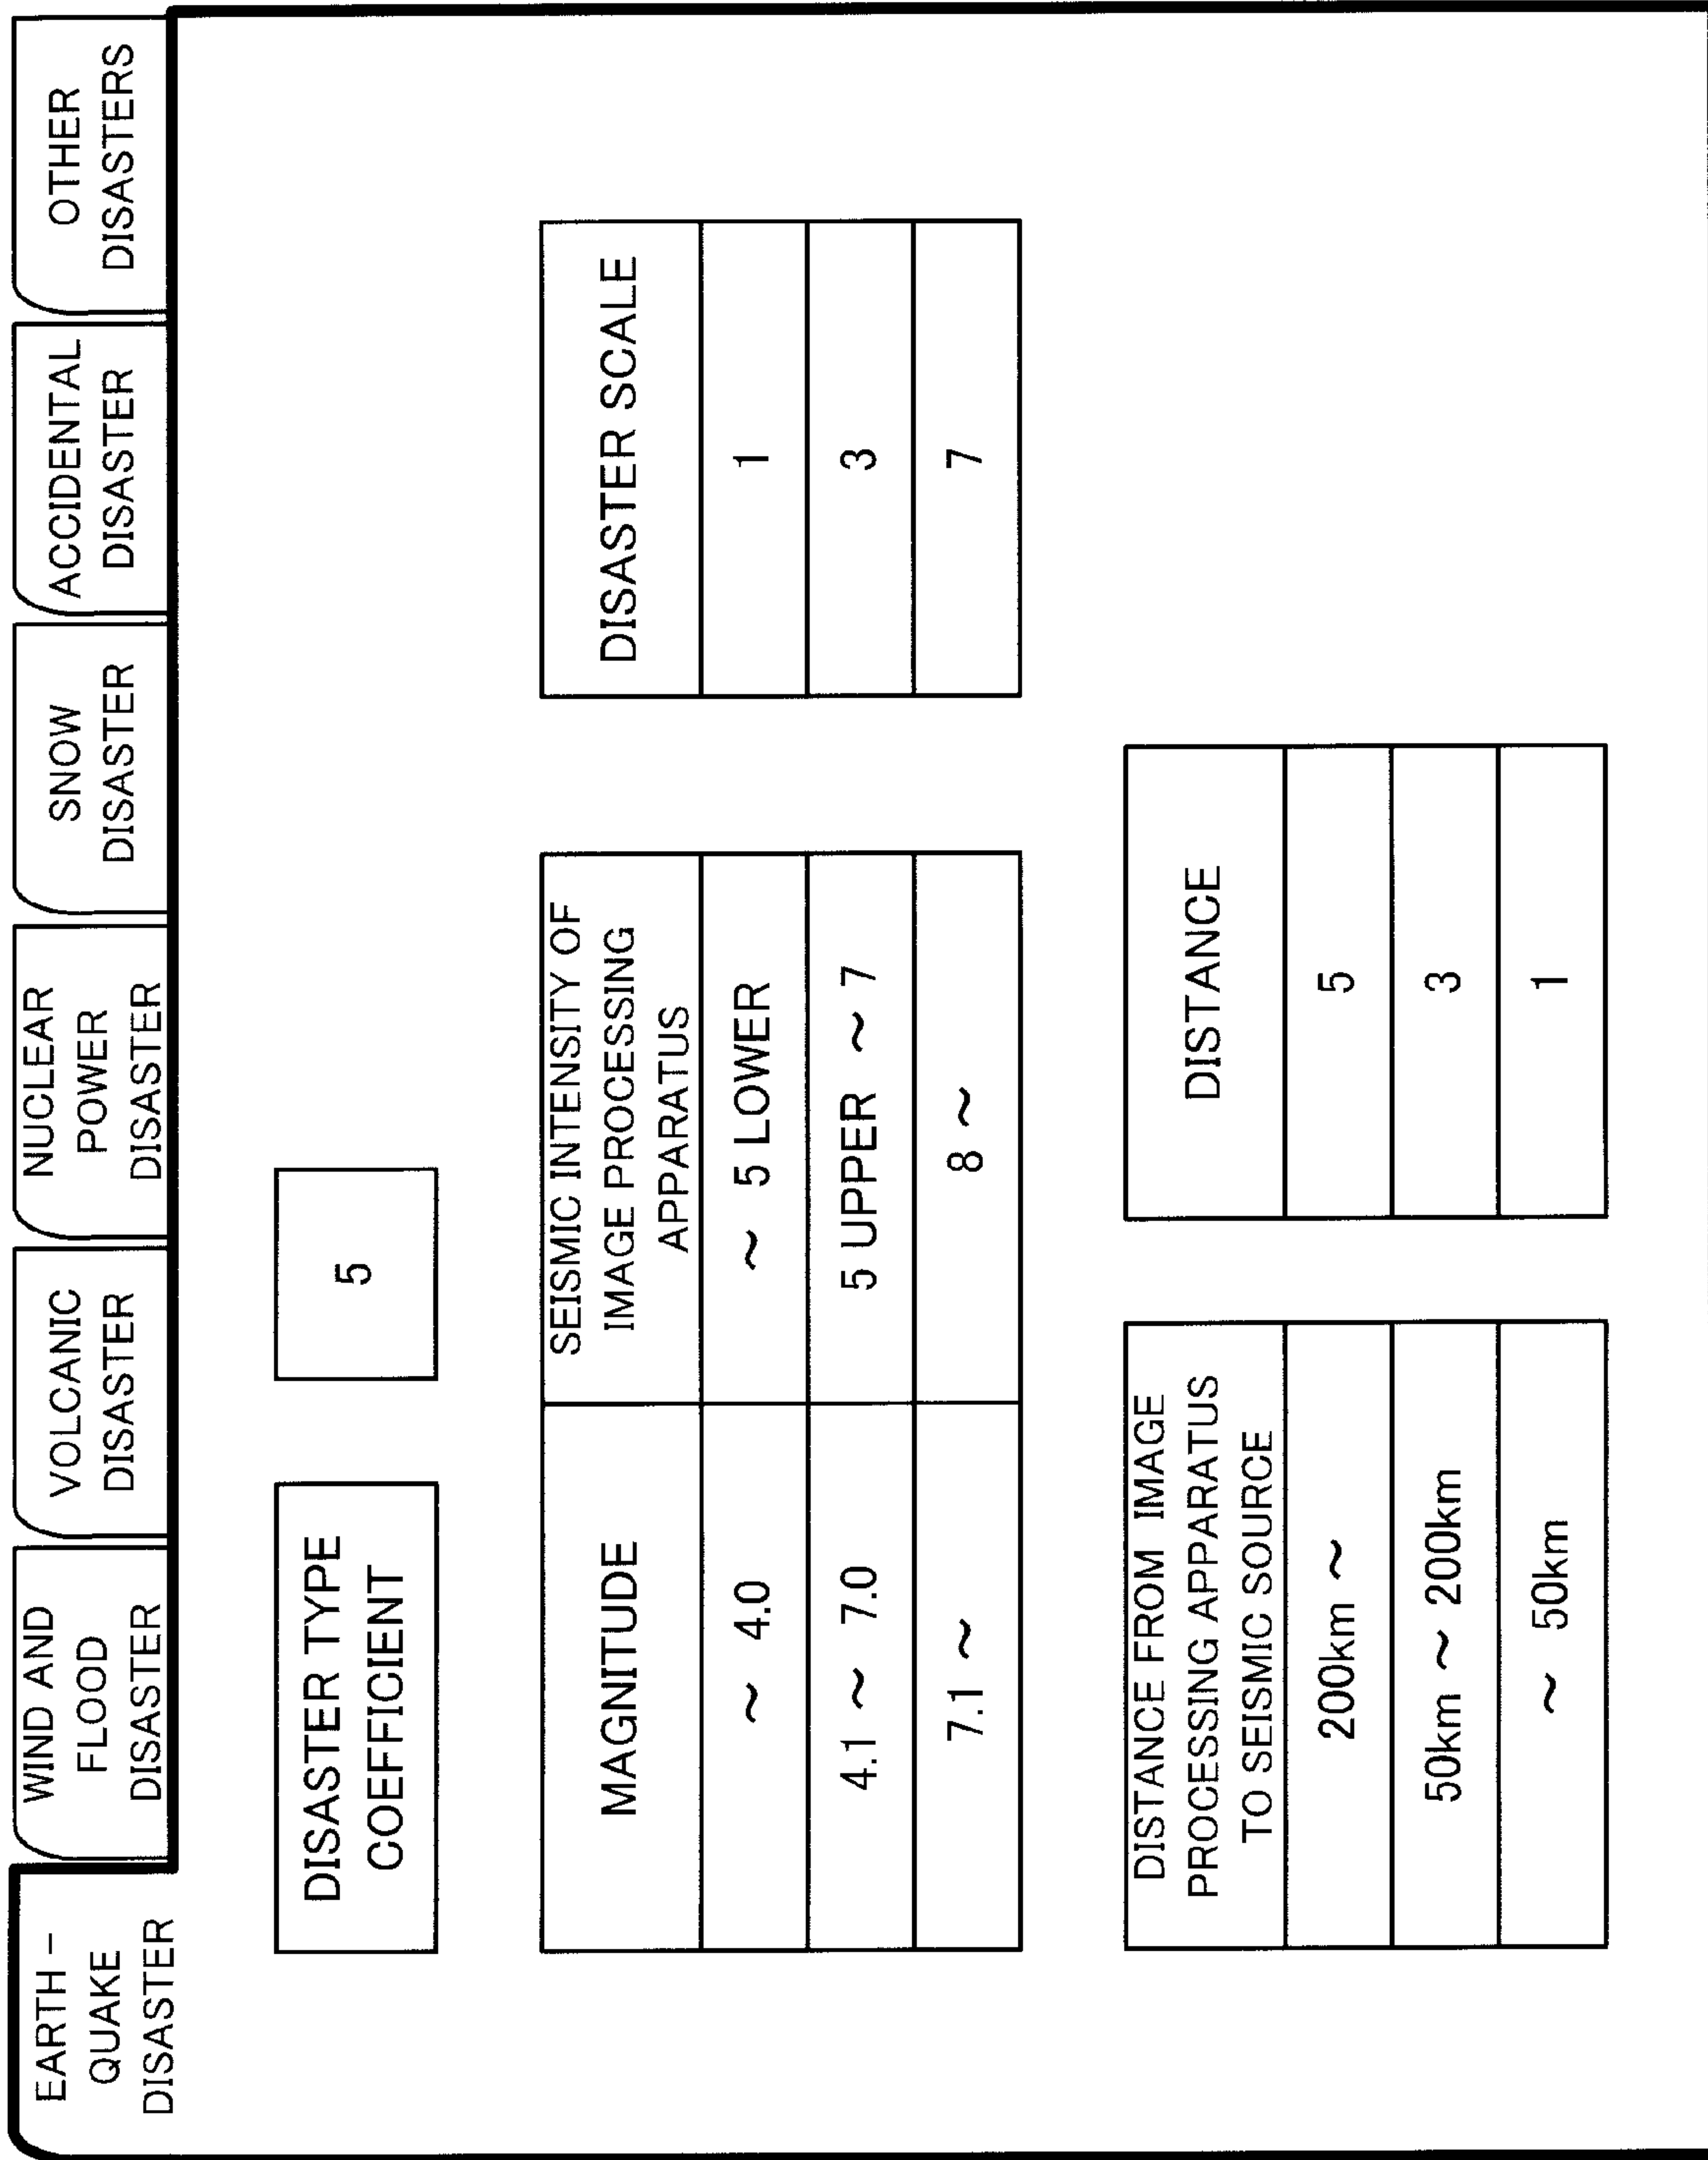 EARTH –
QUAKE
DISASTER
WIND AND
FLOOD
DISASTER
VOLCANIC
DISASTER
NUCLEAR
POWER
DISASTER
SNOW
DISASTER
ACCIDENTAL
DISASTER
OTHER
DISASTERS
DISASTER TYPE
COEFFICIENT
5
MAGNITUDE
SEISMIC INTENSITY OF
IMAGE PROCESSING
APPARATUS
DISASTER SCALE
~ 4.0
~ 5 LOWER
1
4.1 ~ 7.0
5 UPPER ~ 7
3
7.1 ~
8 ~
7
DISTANCE FROM IMAGE
PROCESSING APPARATUS
TO SEISMIC SOURCE
DISTANCE
200km ~
5
50km ~ 200km
3
~ 50km
1